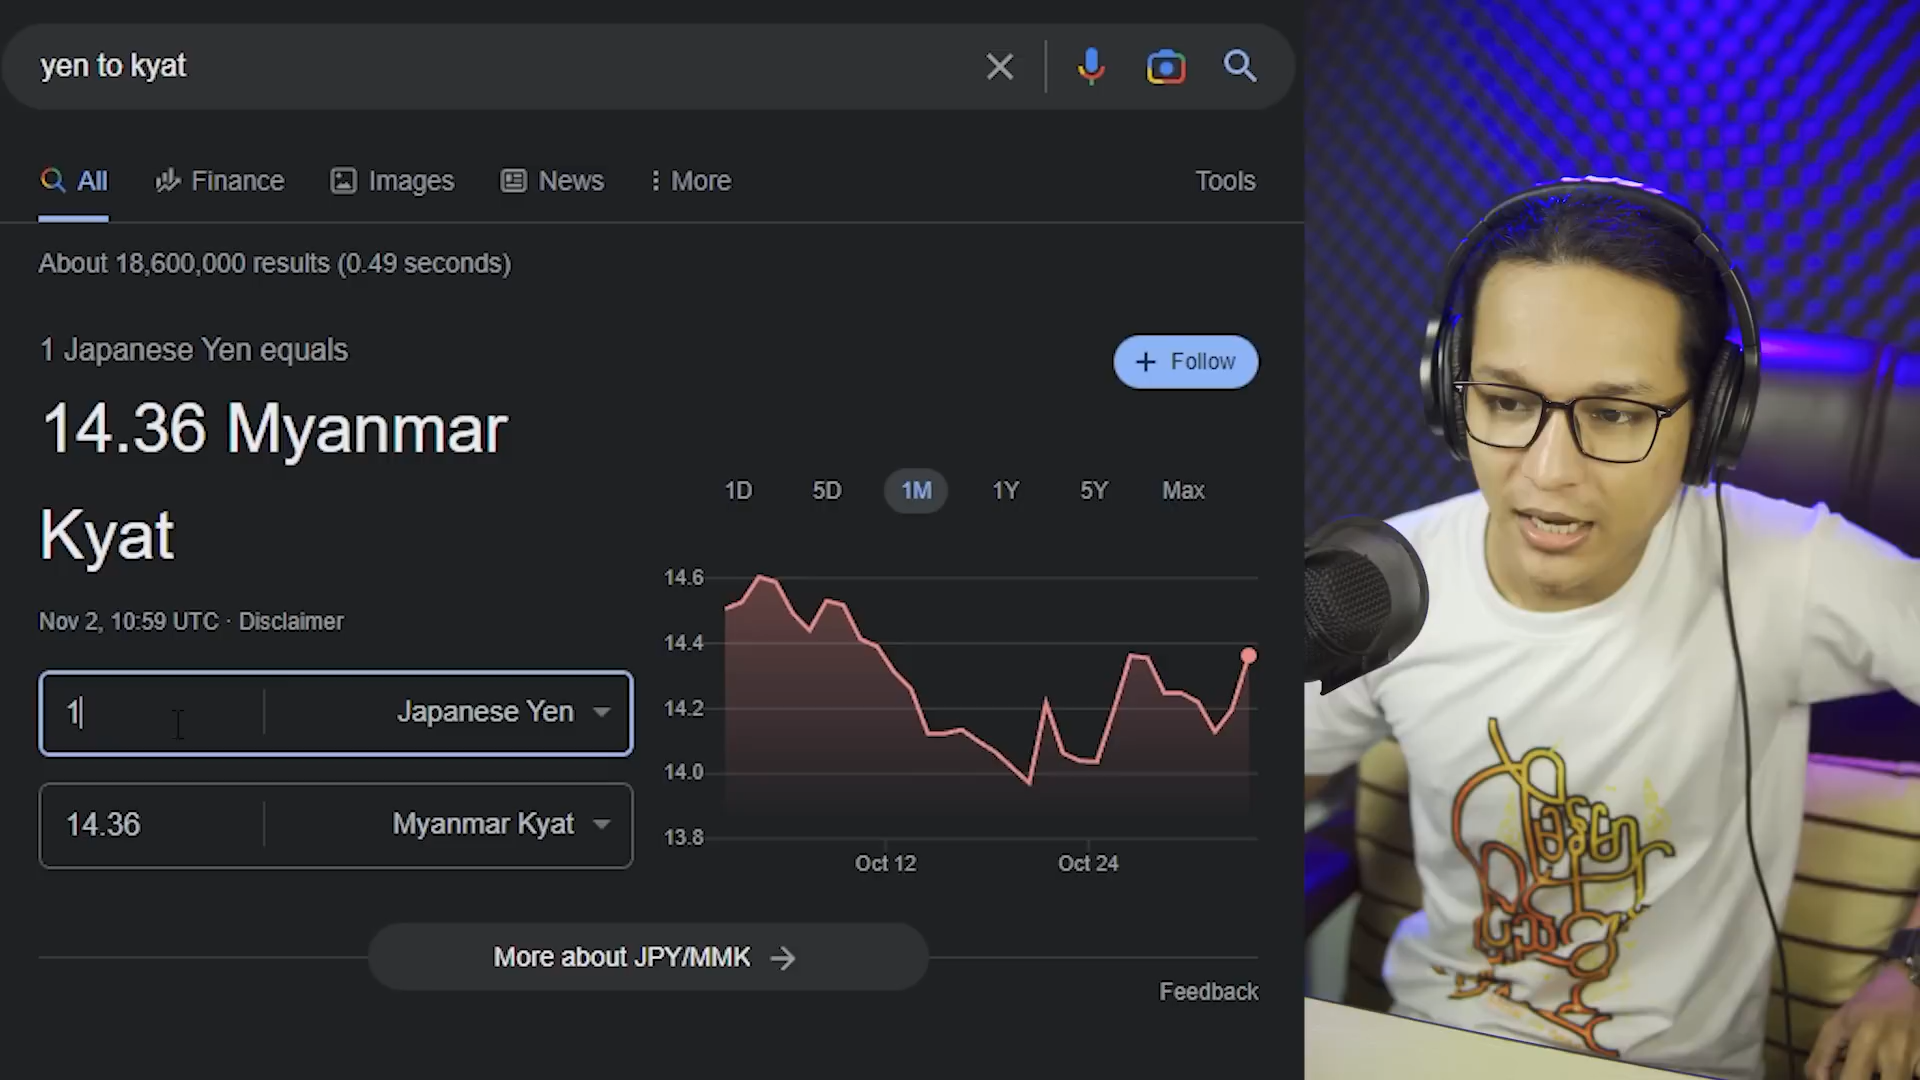 yen to kyat
All Finance Images News More Tools
About 18,600,000 results (0.49 seconds)
1 Japanese Yen equals
+ Follow
14.36 Myanmar
Kyat
Nov 2, 10:59 UTC · Disclaimer
1 Japanese Yen
14.36 Myanmar Kyat
1D 5D 1M 1Y 5Y Max
14.6
14.4
14.2
14.0
13.8
Oct 12 Oct 24
More about JPY/MMK →
Feedback